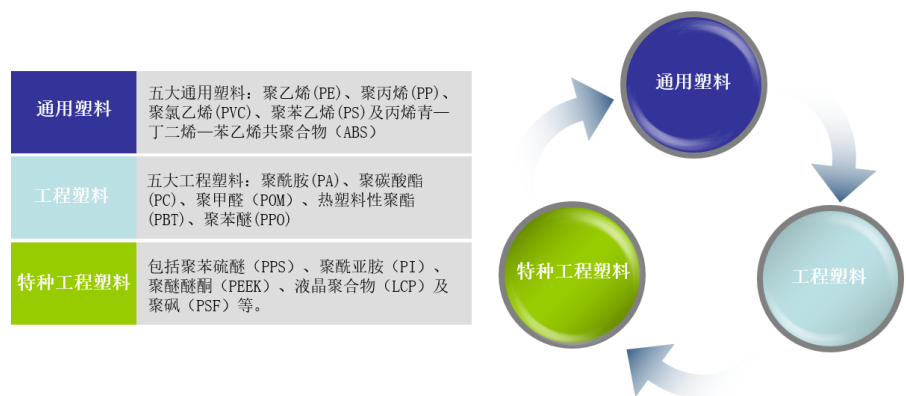 通用塑料
五大通用塑料：聚乙烯(PE)、聚丙烯(PP)、
聚氯乙烯(PVC)、聚苯乙烯(PS)及丙烯青—
丁二烯—苯乙烯共聚合物（ABS）
工程塑料
五大工程塑料：聚酰胺(PA)、聚碳酸酯
(PC)、聚甲醛（POM）、热塑料性聚酯
(PBT)、聚苯醚(PPO)
特种工程塑料
包括聚苯硫醚（PPS）、聚酰亚胺（PI）、
聚醚醚酮（PEEK）、液晶聚合物（LCP）及
聚砜（PSF）等。
通用塑料
特种工程塑料
工程塑料